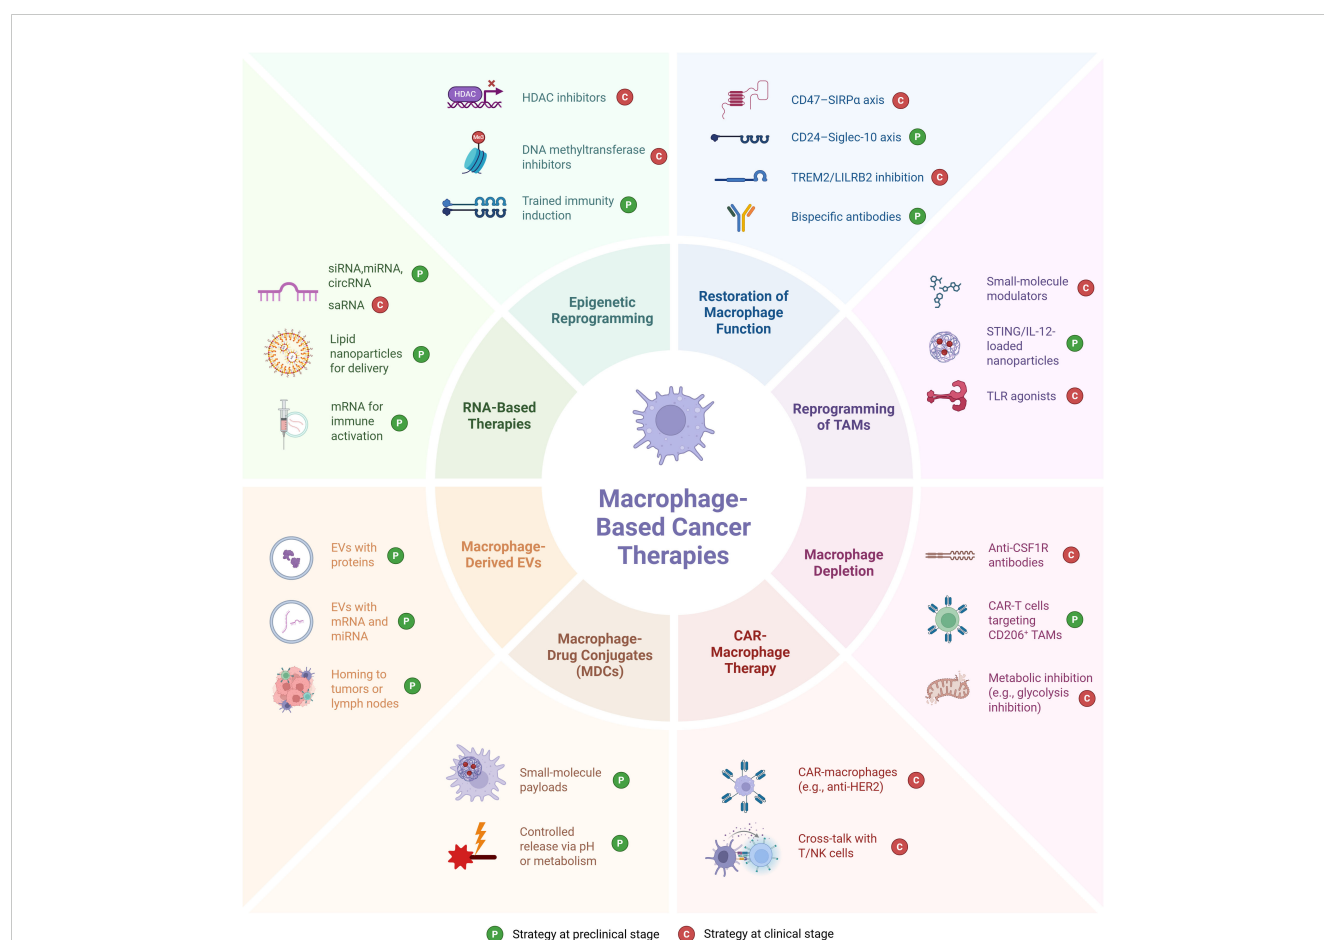 HDAC
HDAC inhibitors
C
MeO
DNA methyltransferase
inhibitors
C
Trained immunity
induction
P
CD47–SIRPα axis
C
CD24–Siglec-10 axis
P
TREM2/LILRB2 inhibition
C
Bispecific antibodies
P
siRNA,miRNA,
circRNA
P
saRNA
C
Lipid
nanoparticles
for delivery
P
mRNA for
immune
activation
P
Small-molecule
modulators
C
STING/IL-12-
loaded
nanoparticles
P
TLR agonists
C
Epigenetic
Reprogramming
Restoration of
Macrophage
Function
RNA-Based
Therapies
Reprogramming
of TAMs
Macrophage-
Based Cancer
Therapies
Macrophage-
Derived EVs
Macrophage
Depletion
Macrophage-
Drug Conjugates
(MDCs)
CAR-
Macrophage
Therapy
EVs with
proteins
P
EVs with
mRNA and
miRNA
P
Homing to
tumors or
lymph nodes
P
Anti-CSF1R
antibodies
C
CAR-T cells
targeting
CD206⁺ TAMs
P
Metabolic inhibition
(e.g., glycolysis
inhibition)
C
Small-molecule
payloads
P
Controlled
release via pH
or metabolism
P
CAR-macrophages
(e.g., anti-HER2)
C
Cross-talk with
T/NK cells
C
P Strategy at preclinical stage
C Strategy at clinical stage